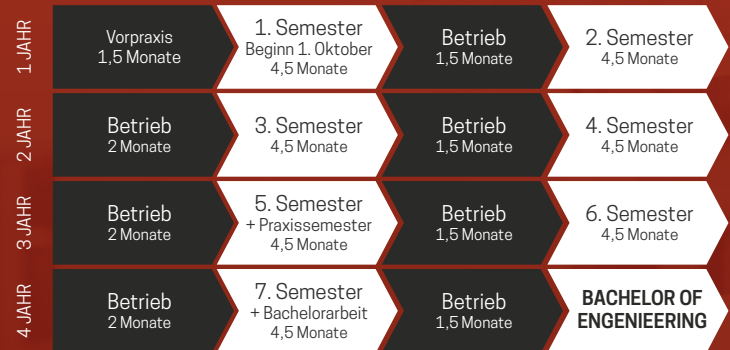 1 JAHR
Vorpraxis
1,5 Monate
1. Semester
Beginn 1. Oktober
4,5 Monate
Betrieb
1,5 Monate
2. Semester
4,5 Monate
2 JAHR
Betrieb
2 Monate
3. Semester
4,5 Monate
Betrieb
1,5 Monate
4. Semester
4,5 Monate
3 JAHR
Betrieb
2 Monate
5. Semester
+ Praxissemester
4,5 Monate
Betrieb
1,5 Monate
6. Semester
4,5 Monate
4 JAHR
Betrieb
2 Monate
7. Semester
+ Bachelorarbeit
4,5 Monate
Betrieb
1,5 Monate
BACHELOR OF
ENGENIEERING